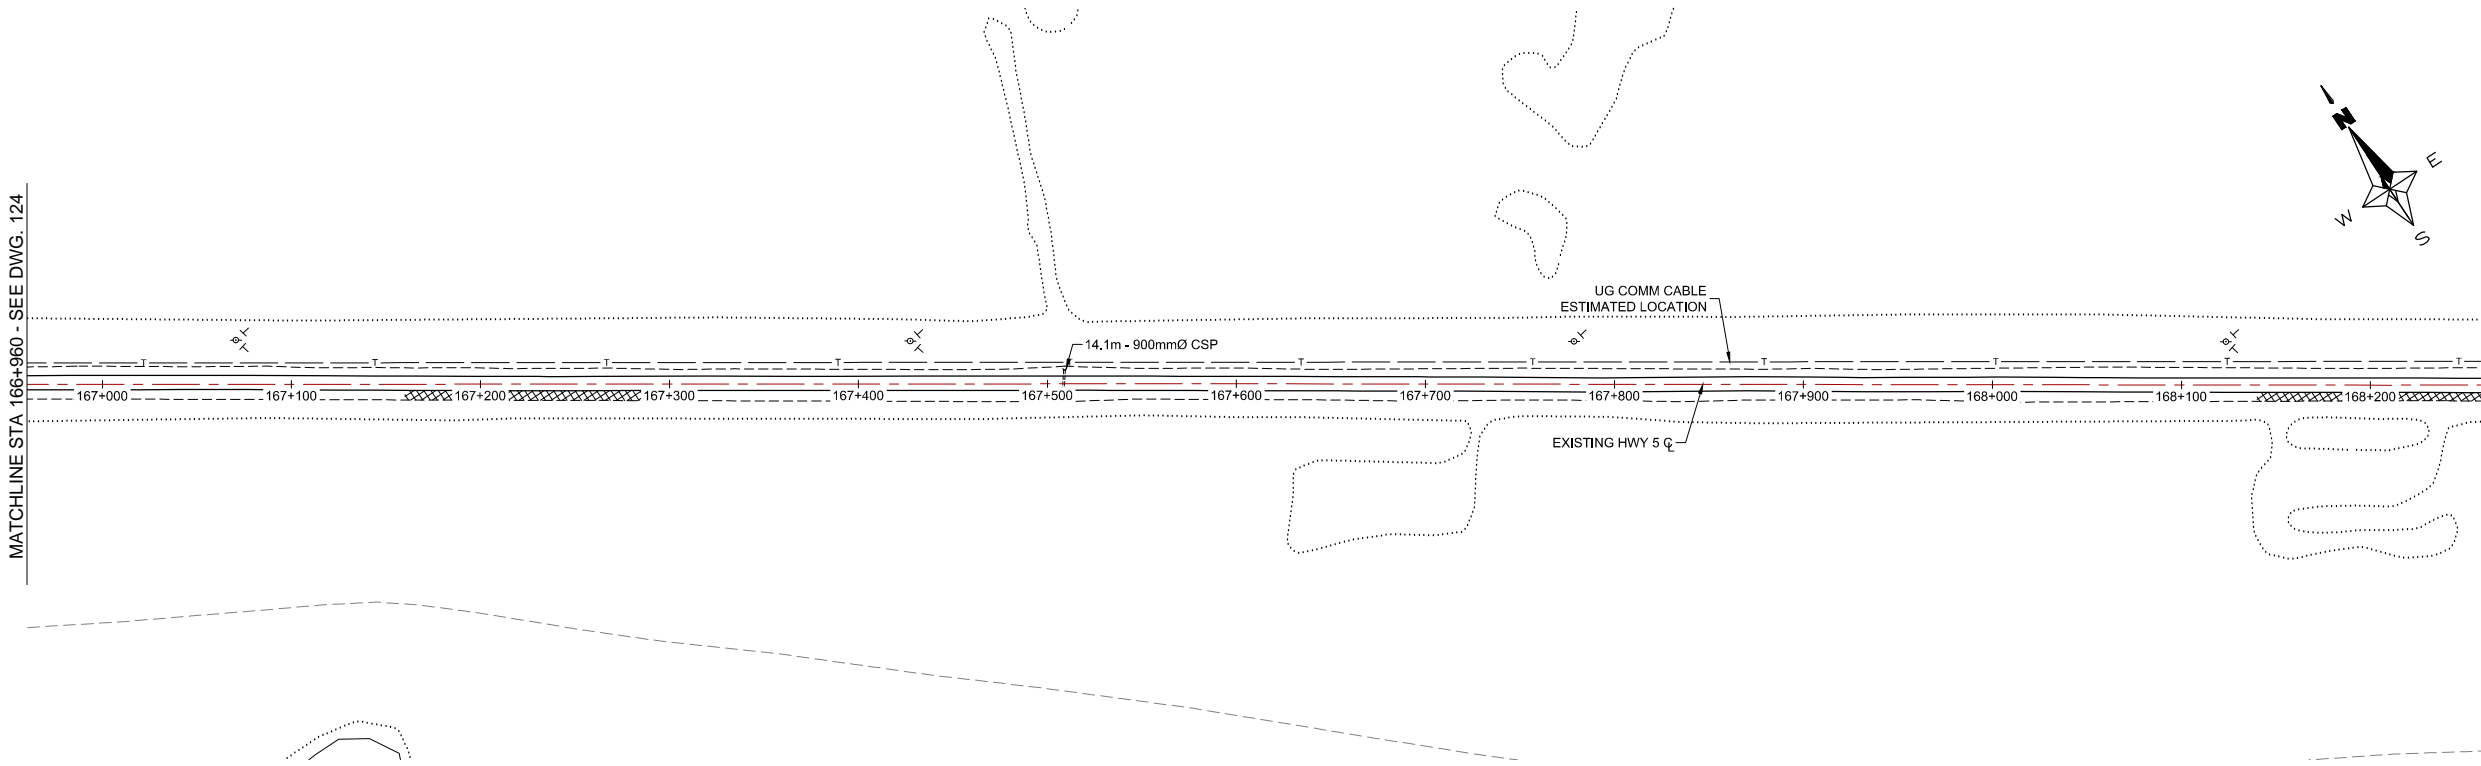 MATCHLINE STA 166+960 - SEE DWG. 124
N
E
W
S
UG COMM CABLE
ESTIMATED LOCATION
T
T
T
T
T
T
T
14.1m - 900mmØ CSP
T
T
T
T
T
T
T
T
T
T
T
167+000
167+100
167+200
167+300
167+400
167+500
167+600
167+700
167+800
167+900
168+000
168+100
168+200
EXISTING HWY 5 ℄